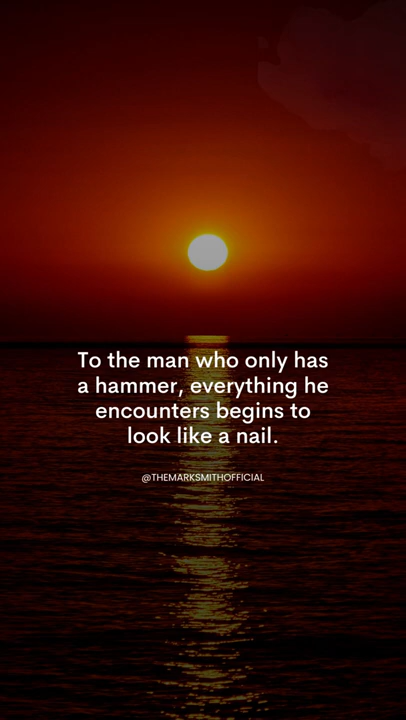 To the man who only has
a hammer, everything he
encounters begins to
look like a nail.
@THEMARKSMITHOFFICIAL